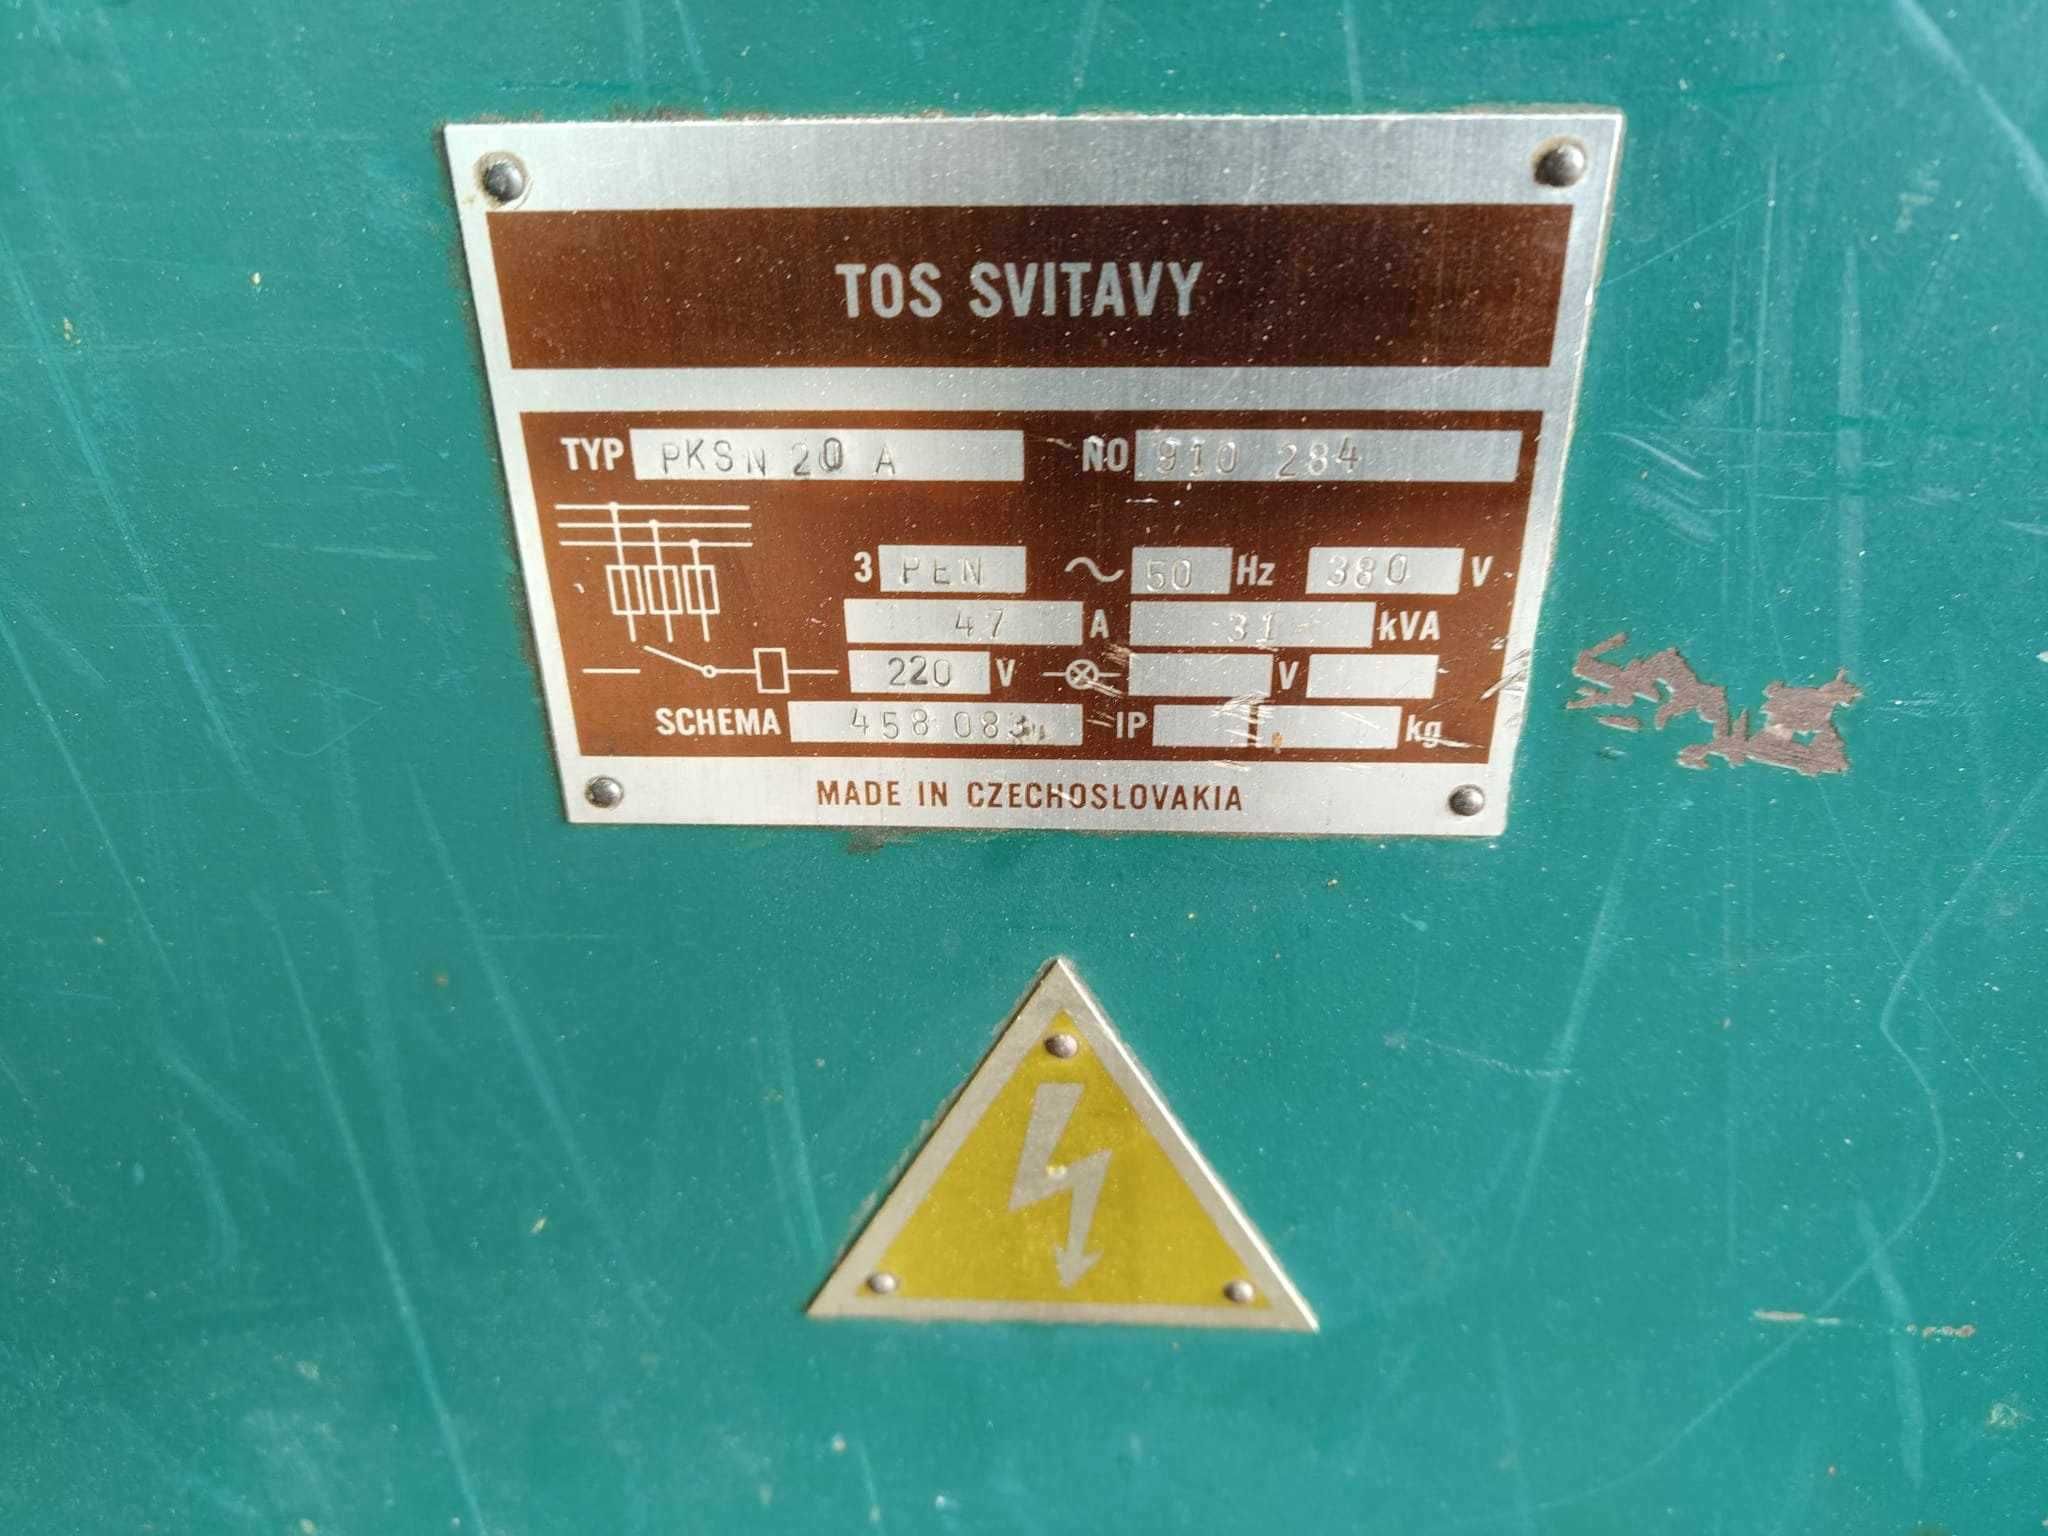 TOS SVITAVY
TYP PKSN 20 A NO 910 284
3 PEN ~ 50 Hz 380 V
47 A 31 kVA
220 V V
SCHEMA 458 083 IP kg
MADE IN CZECHOSLOVAKIA